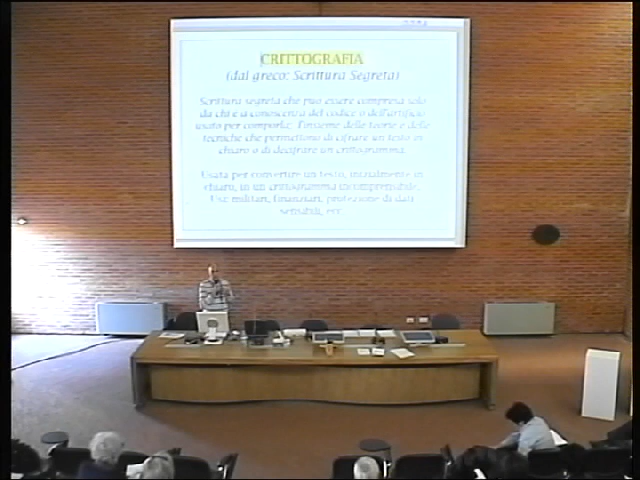 CRITTOGRAFIA
(dal greco: Scrittura Segreta)
Scrittura segreta che può essere compresa solo
da chi è a conoscenza del codice o dell'artificio
usato per comporla; l'insieme delle teorie e delle
tecniche che permettono di cifrare un testo in
chiaro o di decifrare un crittogramma.
Usata per convertire un testo, inizialmente in
chiaro, in un crittogramma incomprensibile.
Usi militari, finanziari, protezione di dati
sensibili, ecc.